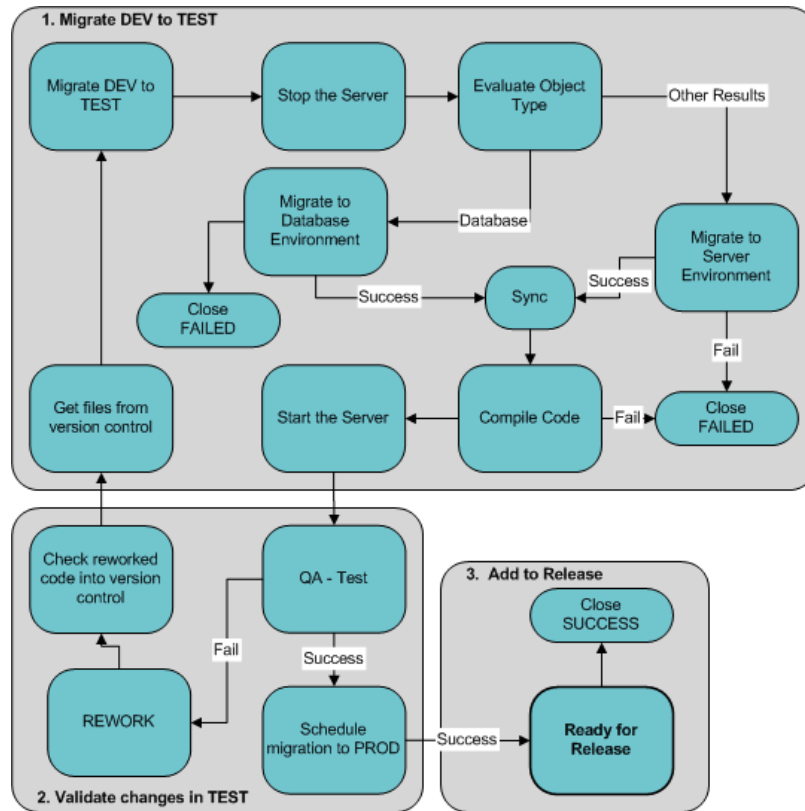 1. Migrate DEV to TEST
Migrate DEV to
TEST
Stop the Server
Evaluate Object
Type
Other Results
Migrate to
Database
Environment
Database
Migrate to
Server
Environment
Success
Sync
Success
Close
FAILED
Fail
Get files from
version control
Start the Server
Compile Code
Fail
Close
FAILED
Check reworked
code into version
control
QA - Test
3. Add to Release
Close
SUCCESS
Fail
Success
REWORK
Schedule
migration to PROD
Success
Ready for
Release
2. Validate changes in TEST